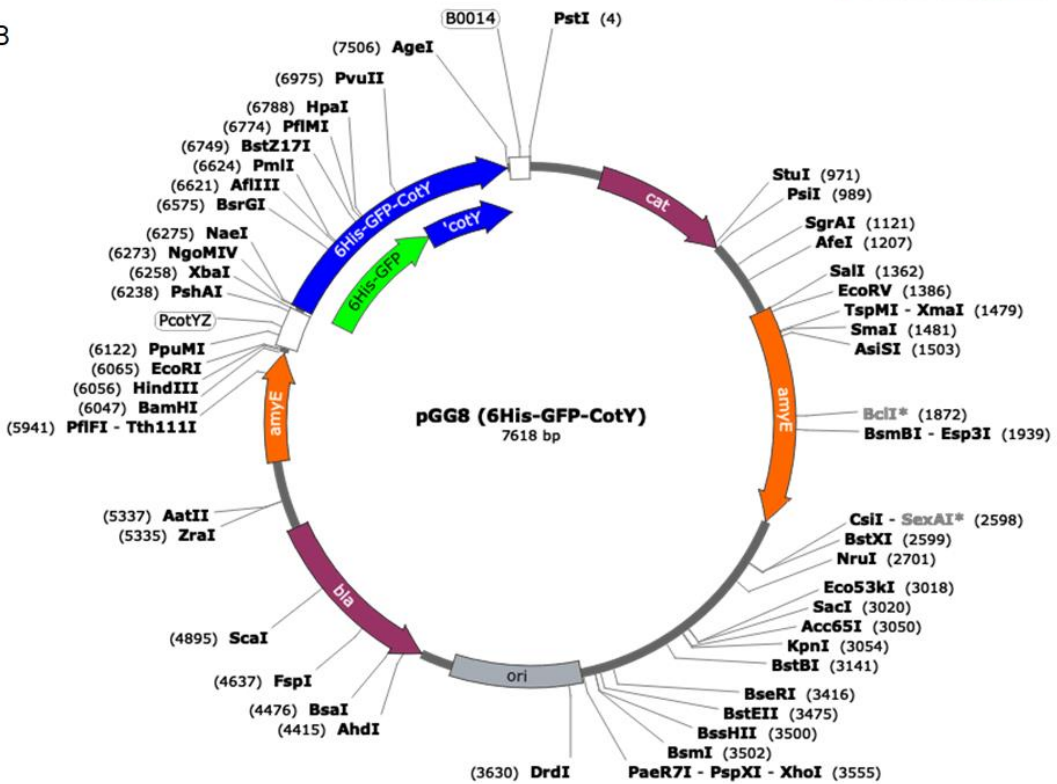 B
B0014
PstI (4)
(7506) AgeI
(6975) PvuII
(6788) HpaI
(6774) PflMI
(6749) BstZ17I
(6624) PmlI
(6621) AflIII
(6575) BsrGI
(6275) NaeI
(6273) NgoMIV
(6258) XbaI
(6238) PshAI
PcotYZ
(6122) PpuMI
(6065) EcoRI
(6056) HindIII
(6047) BamHI
(5941) PflFI - Tth111I
(5337) AatII
(5335) ZraI
(4895) ScaI
(4637) FspI
(4476) BsaI
(4415) AhdI
(3630) DrdI
6His-GFP-CotY
'cotY
6His-GFP
cat
amyE
bla
ori
amyE
pGG8 (6His-GFP-CotY)
7618 bp
StuI (971)
PsiI (989)
SgrAI (1121)
AfeI (1207)
SalI (1362)
EcoRV (1386)
TspMI - XmaI (1479)
SmaI (1481)
AsiSI (1503)
BclI* (1872)
BsmBI - Esp3I (1939)
CsiI - SexAI* (2598)
BstXI (2599)
NruI (2701)
Eco53kI (3018)
SacI (3020)
Acc65I (3050)
KpnI (3054)
BstBI (3141)
BseRI (3416)
BstEII (3475)
BssHII (3500)
BsmI (3502)
PaeR7I - PspXI - XhoI (3555)